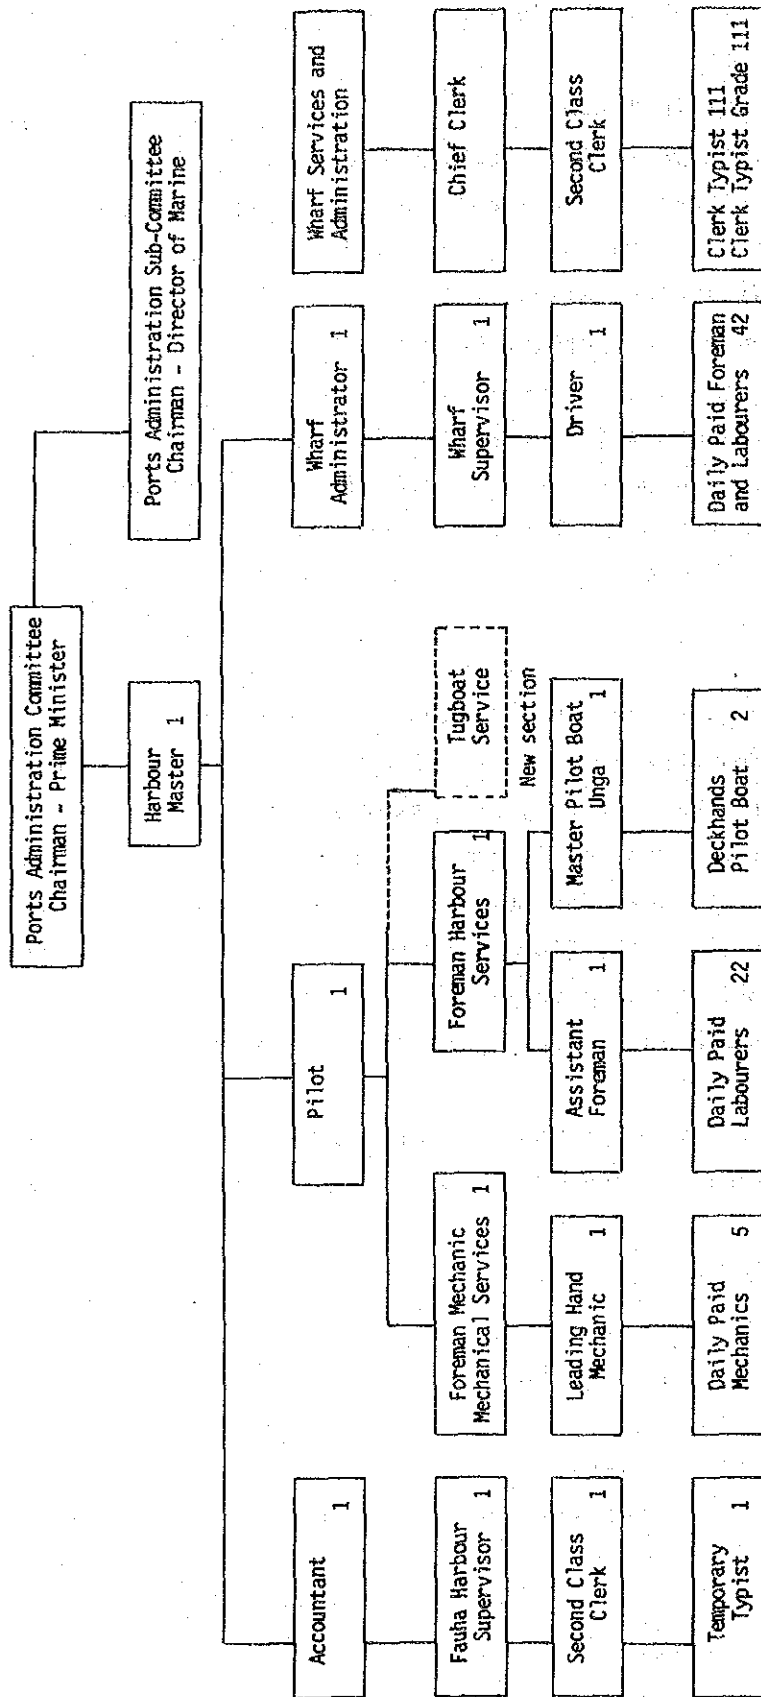 Ports Administration Committee
Chairman - Prime Minister
Ports Administration Sub-Committee
Chairman - Director of Marine
Harbour
Master 1
Accountant
1
Pilot
1
Wharf
Administrator 1
Wharf Services and
Administration
Fauha Harbour
Supervisor 1
Foreman Mechanic
Mechanical Services 1
Foreman Harbour
Services 1
Tugboat
Service
New section
Wharf
Supervisor 1
Chief Clerk
Second Class
Clerk 1
Leading Hand
Mechanic 1
Assistant
Foreman 1
Master Pilot Boat
Unga 1
Driver
1
Second Class
Clerk
Temporary
Typist 1
Daily Paid
Mechanics 5
Daily Paid
Labourers 22
Deckhands
Pilot Boat 2
Daily Paid Foreman
and Labourers 42
Clerk Typist 111
Clerk Typist Grade 111